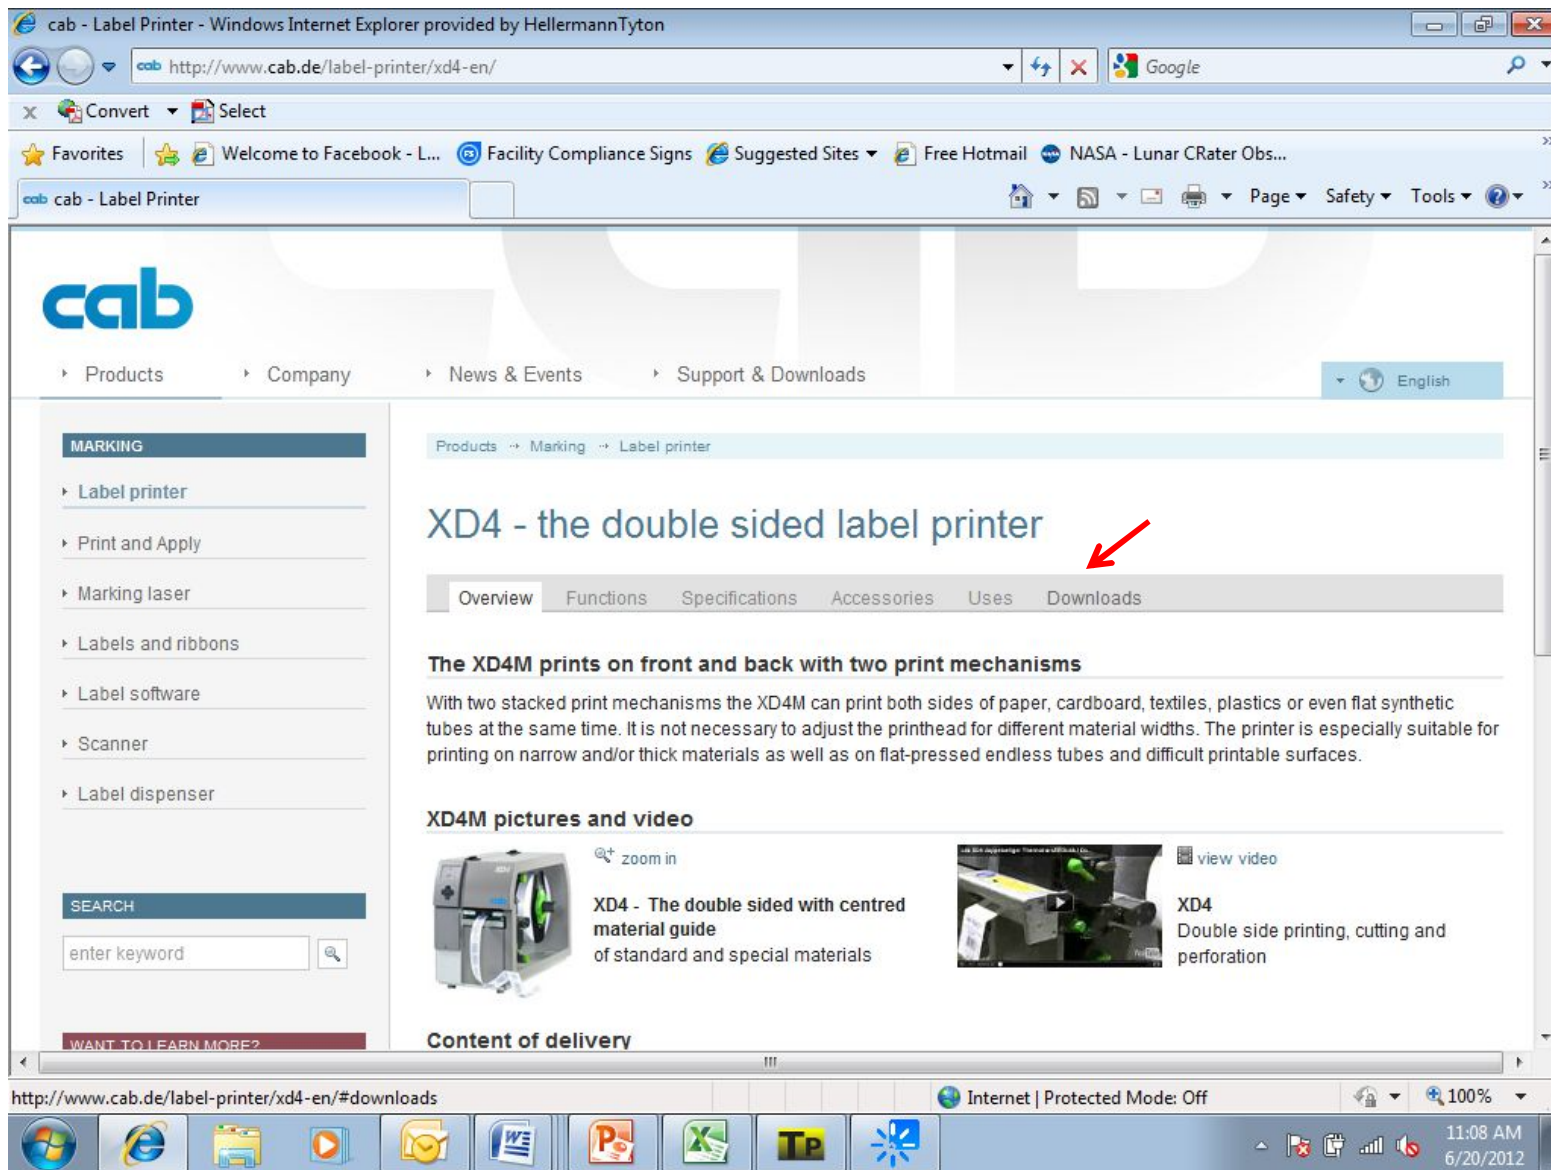 cab - Label Printer - Windows Internet Explorer provided by HellermannTyton
cab http://www.cab.de/label-printer/xd4-en/
Google
x Convert Select
Favorites Welcome to Facebook - L... Facility Compliance Signs Suggested Sites Free Hotmail NASA - Lunar CRater Obs...
cab cab - Label Printer Page Safety Tools
cab
Products Company News & Events Support & Downloads English
MARKING
Label printer
Print and Apply
Marking laser
Labels and ribbons
Label software
Scanner
Label dispenser
SEARCH
enter keyword
WANT TO LEARN MORE?
Products Marking Label printer
XD4 - the double sided label printer
Overview Functions Specifications Accessories Uses Downloads
The XD4M prints on front and back with two print mechanisms
With two stacked print mechanisms the XD4M can print both sides of paper, cardboard, textiles, plastics or even flat synthetic
tubes at the same time. It is not necessary to adjust the printhead for different material widths. The printer is especially suitable for
printing on narrow and/or thick materials as well as on flat-pressed endless tubes and difficult printable surfaces.
XD4M pictures and video
zoom in
XD4 - The double sided with centred
material guide
of standard and special materials
view video
XD4
Double side printing, cutting and
perforation
Content of delivery
http://www.cab.de/label-printer/xd4-en/#downloads Internet | Protected Mode: Off 100%
TP
11:08 AM
6/20/2012